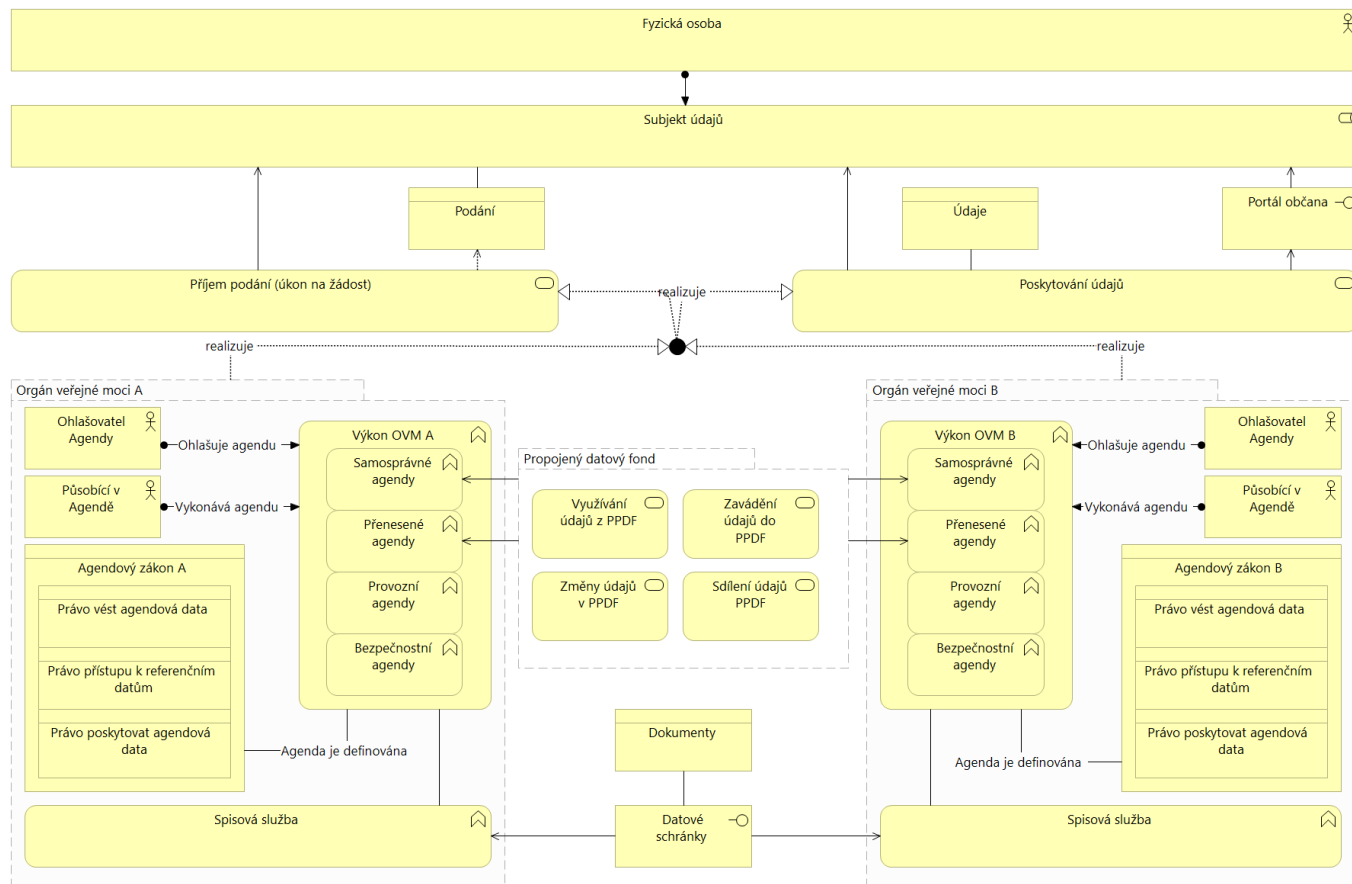 Fyzická osoba
Subjekt údajů
Podání
Údaje
Portál občana
Příjem podání (úkon na žádost)
realizuje
Poskytování údajů
realizuje
realizuje
Orgán veřejné moci A
Ohlašovatel
Agendy
Ohlašuje agendu
Působící v
Agendě
Vykonává agendu
Výkon OVM A
Samosprávné
agendy
Přenesené
agendy
Provozní
agendy
Bezpečnostní
agendy
Agendový zákon A
Právo vést agendová data
Právo přístupu k referenčním
datům
Právo poskytovat agendová
data
Agenda je definována
Spisová služba
Propojený datový fond
Využívání
údajů z PPDF
Zavádění
údajů do
PPDF
Změny údajů
v PPDF
Sdílení údajů
PPDF
Dokumenty
Datové
schránky
Orgán veřejné moci B
Výkon OVM B
Samosprávné
agendy
Přenesené
agendy
Provozní
agendy
Bezpečnostní
agendy
Ohlašuje agendu
Ohlašovatel
Agendy
Vykonává agendu
Působící v
Agendě
Agendový zákon B
Právo vést agendová data
Právo přístupu k referenčním
datům
Právo poskytovat agendová
data
Agenda je definována
Spisová služba